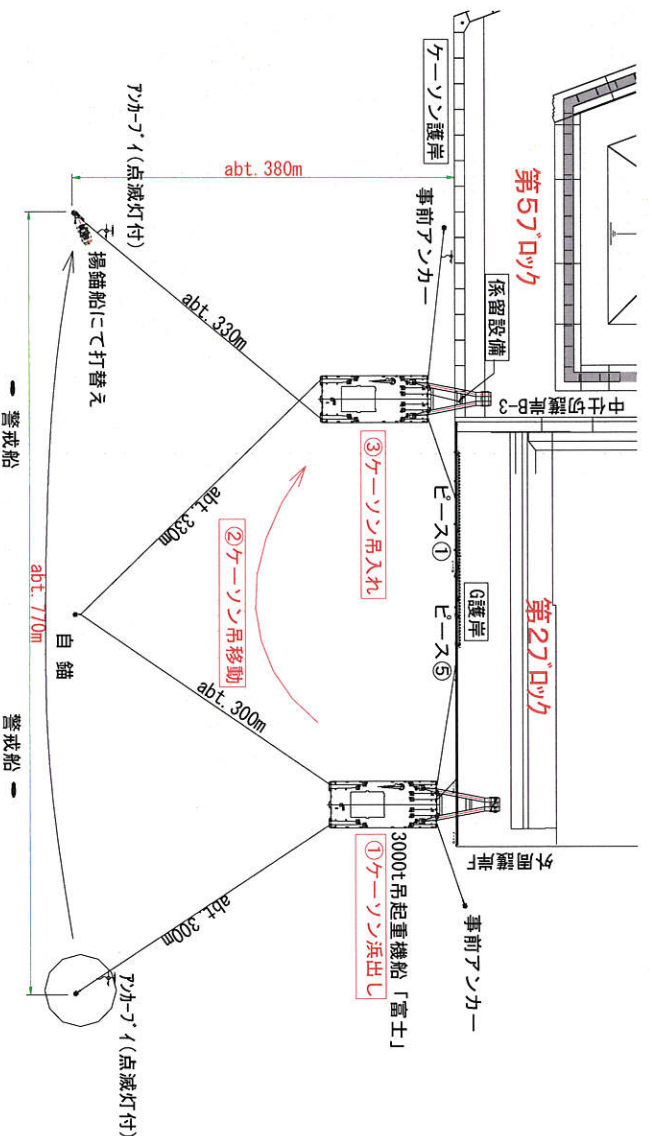 ケーソン護岸
第5ブロック
事前アンカー
係留設備
中仕切護岸B-3
abt. 380m
アンカーブイ(点滅灯付)
揚錨船にて打替え
abt. 330m
③ケーソン吊入れ
ピース①
G護岸
ピース⑤
第2ブロック
abt. 330m
②ケーソン吊移動
警戒船
abt. 770m
自錨
警戒船
abt. 300m
外周護岸F
3000t吊起重機船「富士」
①ケーソン浜出し
事前アンカー
abt. 300m
アンカーブイ(点滅灯付)